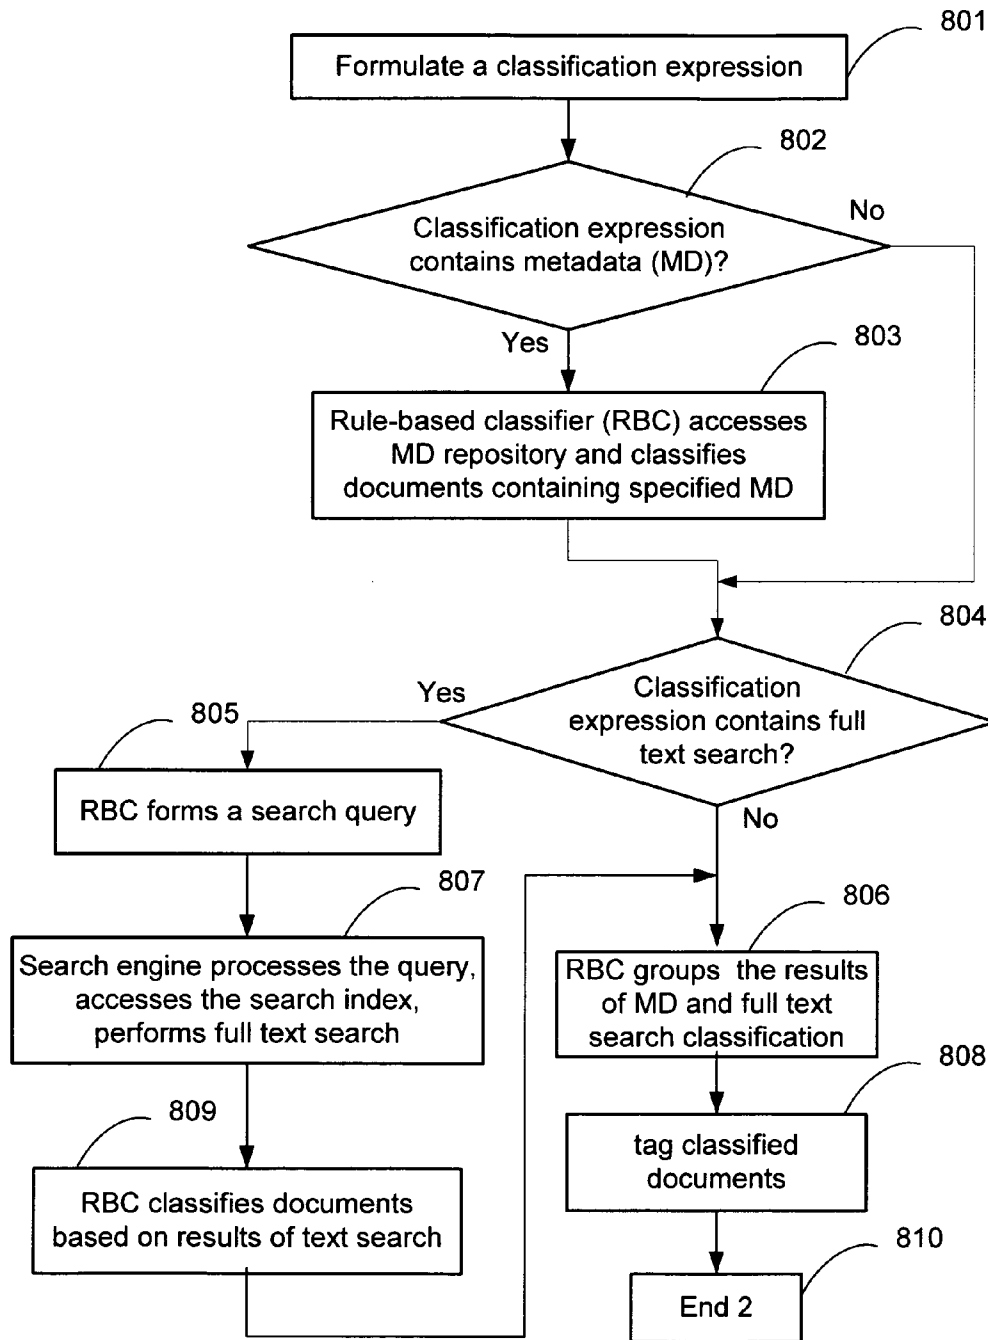 801
Formulate a classification expression
802
Classification expression
contains metadata (MD)?
No
Yes
803
Rule-based classifier (RBC) accesses
MD repository and classifies
documents containing specified MD
804
Classification
expression contains full
text search?
Yes
No
805
RBC forms a search query
807
Search engine processes the query,
accesses the search index,
performs full text search
806
RBC groups the results
of MD and full text
search classification
809
RBC classifies documents
based on results of text search
808
tag classified
documents
810
End 2